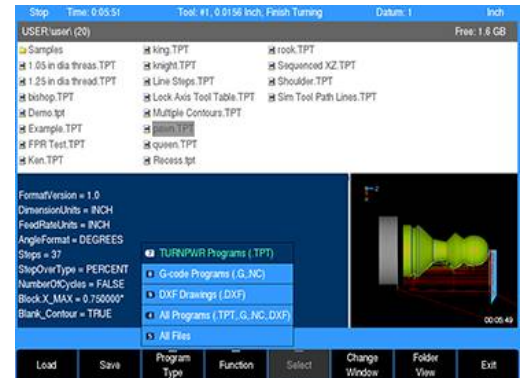 Stop Time: 0:05:51 Tool: #1, 0.0156 Inch, Finish Turning Datum: 1 Inch
USER:\user\ (20) Free: 1.6 GB
Samples king.TPT rook.TPT
1.05 in dia threas.TPT knight.TPT Sequenced XZ.TPT
1.25 in dia thread.TPT Line Steps.TPT Shoulder.TPT
bishop.TPT Lock Axis Tool Table.TPT Sim Tool Path Lines.TPT
Demo.tpt Multiple Contours.TPT
Example.TPT pawn.TPT
FPR Test.TPT queen.TPT
Ken.TPT Recess.tpt
FormatVersion = 1.0
DimensionUnits = INCH
FeedRateUnits = INCH
AngleFormat = DEGREES
Steps = 37
StepOverType = PERCENT
NumberOfCycles = FALSE
Block:X_MAX = 0.750000"
Blank_Contour = TRUE
TURNPWR Programs (.TPT)
G-code Programs (.G,.NC)
DXF Drawings (.DXF)
All Programs (.TPT,.G,.NC,.DXF)
All Files
00:05:49
Load Save Program Type Function Select Change Window Folder View Exit